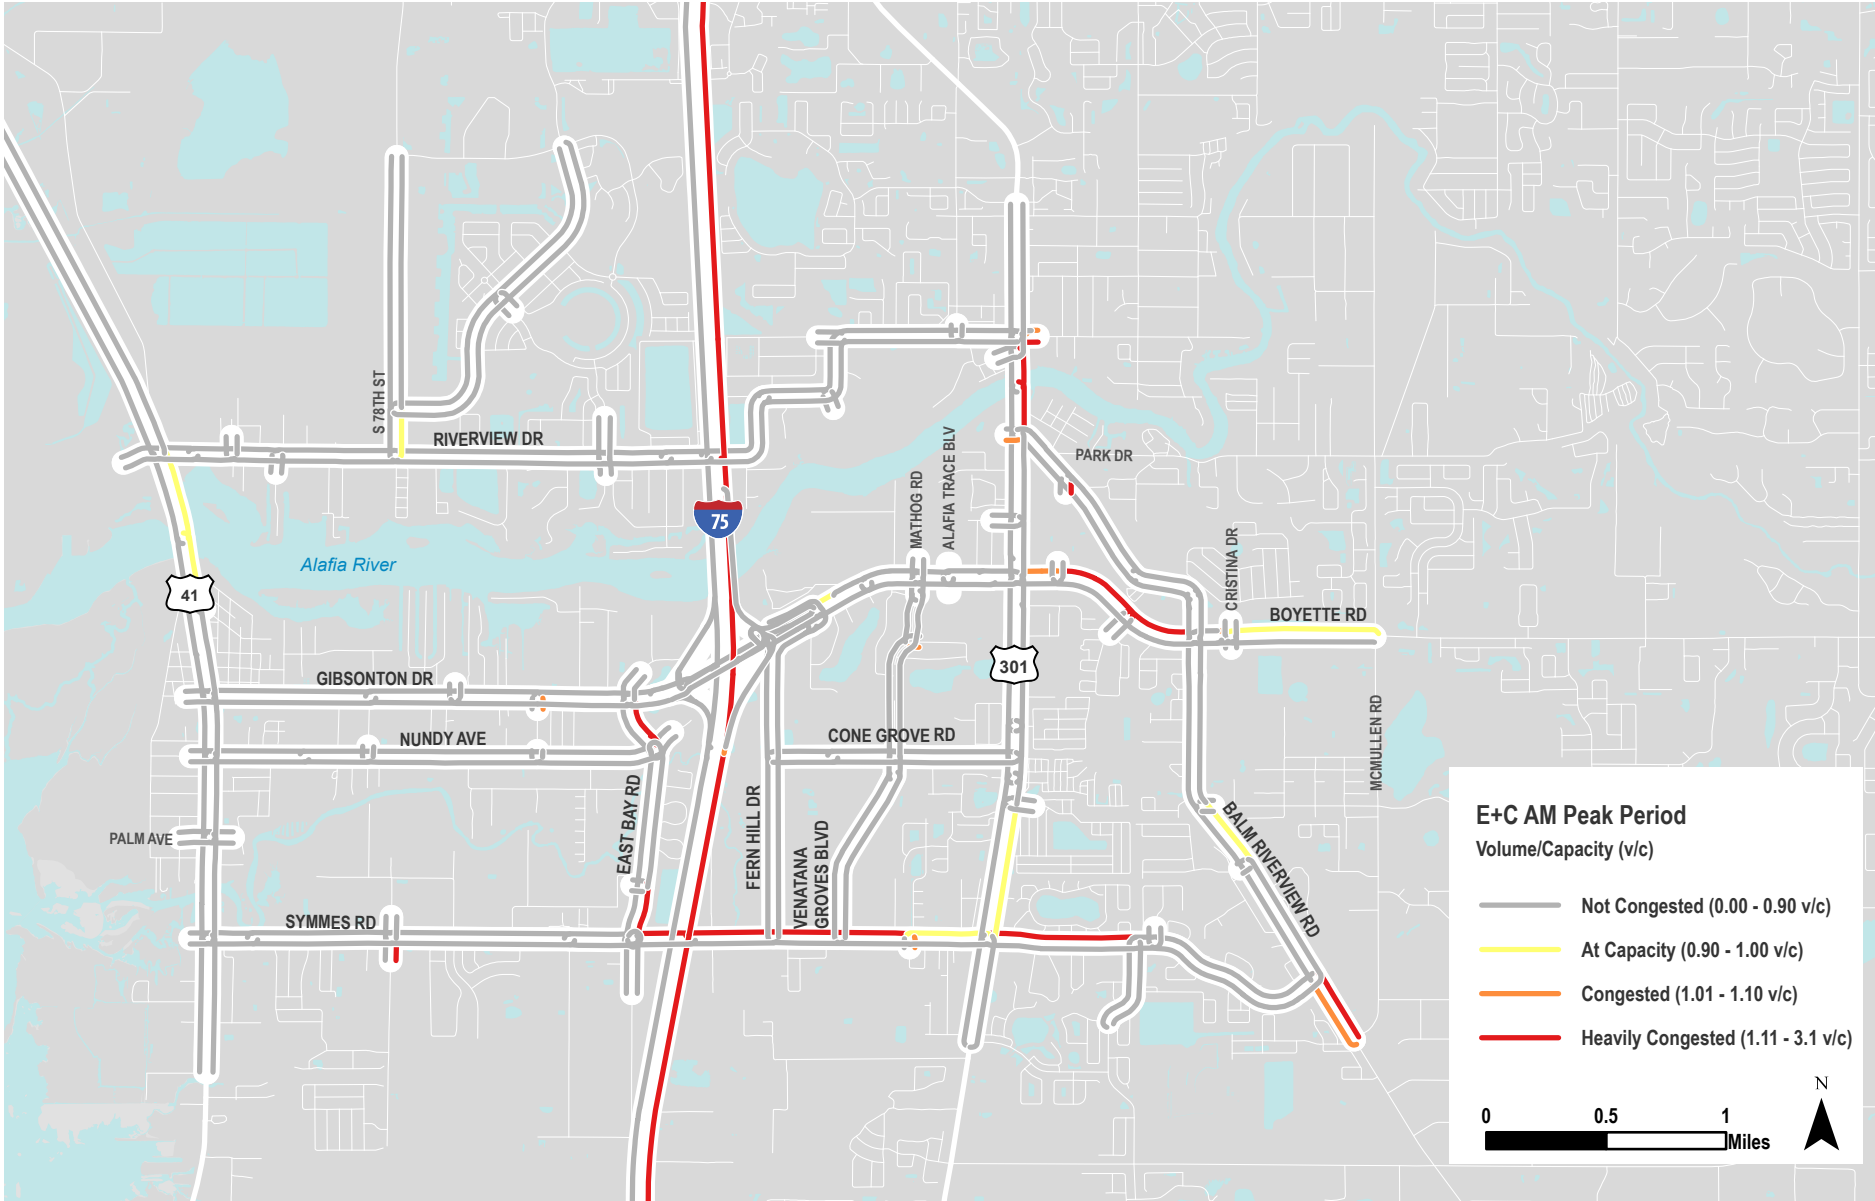 S 78TH ST
RIVERVIEW DR
PARK DR
MATHOG RD
ALAFIA TRACE BLV
75
Alafia River
41
CRISTINA DR
BOYETTE RD
301
GIBSONTON DR
NUNDY AVE
CONE GROVE RD
MCMULLEN RD
EAST BAY RD
FERN HILL DR
VENATANA
GROVES BLVD
BALM RIVERVIEW RD
PALM AVE
SYMMES RD
E+C AM Peak Period
Volume/Capacity (v/c)
Not Congested (0.00 - 0.90 v/c)
At Capacity (0.90 - 1.00 v/c)
Congested (1.01 - 1.10 v/c)
Heavily Congested (1.11 - 3.1 v/c)
N
0 0.5 1
Miles